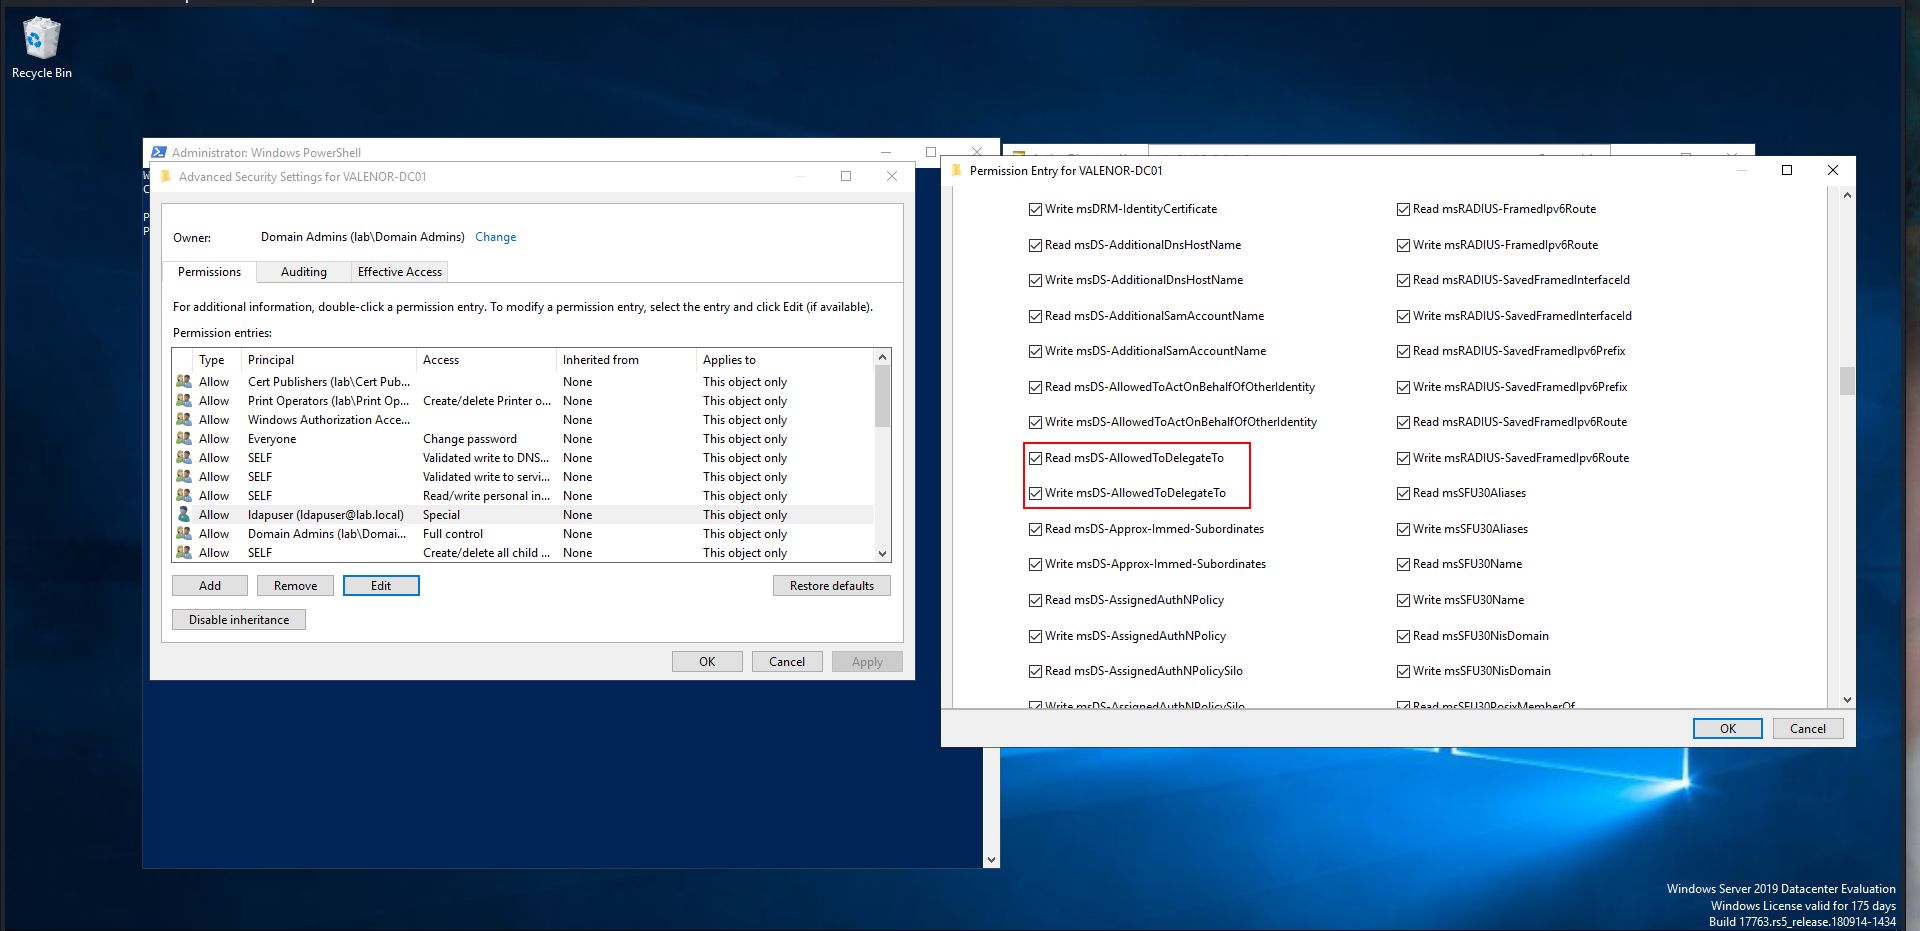 Recycle Bin
Administrator: Windows PowerShell
W
C
P
P
Advanced Security Settings for VALENOR-DC01
Owner: Domain Admins (lab\Domain Admins) Change
Permissions Auditing Effective Access
For additional information, double-click a permission entry. To modify a permission entry, select the entry and click Edit (if available).
Permission entries:
Type Principal Access Inherited from Applies to
Allow Cert Publishers (lab\Cert Pub... None This object only
Allow Print Operators (lab\Print Op... Create/delete Printer o... None This object only
Allow Windows Authorization Acce... None This object only
Allow Everyone Change password None This object only
Allow SELF Validated write to DNS... None This object only
Allow SELF Validated write to servi... None This object only
Allow SELF Read/write personal in... None This object only
Allow ldapuser (ldapuser@lab.local) Special None This object only
Allow Domain Admins (lab\Domai... Full control None This object only
Allow SELF Create/delete all child ... None This object only
Add Remove Edit Restore defaults
Disable inheritance
OK Cancel Apply
Permission Entry for VALENOR-DC01
Write msDRM-IdentityCertificate Read msRADIUS-FramedIpv6Route
Read msDS-AdditionalDnsHostName Write msRADIUS-FramedIpv6Route
Write msDS-AdditionalDnsHostName Read msRADIUS-SavedFramedInterfaceId
Read msDS-AdditionalSamAccountName Write msRADIUS-SavedFramedInterfaceId
Write msDS-AdditionalSamAccountName Read msRADIUS-SavedFramedIpv6Prefix
Read msDS-AllowedToActOnBehalfOfOtherIdentity Write msRADIUS-SavedFramedIpv6Prefix
Write msDS-AllowedToActOnBehalfOfOtherIdentity Read msRADIUS-SavedFramedIpv6Route
Read msDS-AllowedToDelegateTo Write msRADIUS-SavedFramedIpv6Route
Write msDS-AllowedToDelegateTo Read msSFU30Aliases
Read msDS-Approx-Immed-Subordinates Write msSFU30Aliases
Write msDS-Approx-Immed-Subordinates Read msSFU30Name
Read msDS-AssignedAuthNPolicy Write msSFU30Name
Write msDS-AssignedAuthNPolicy Read msSFU30NisDomain
Read msDS-AssignedAuthNPolicySilo Write msSFU30NisDomain
Write msDS-AssignedAuthNPolicySilo Read msSFU30PosixMemberOf
OK Cancel
Windows Server 2019 Datacenter Evaluation
Windows License valid for 175 days
Build 17763.rs5_release.180914-1434